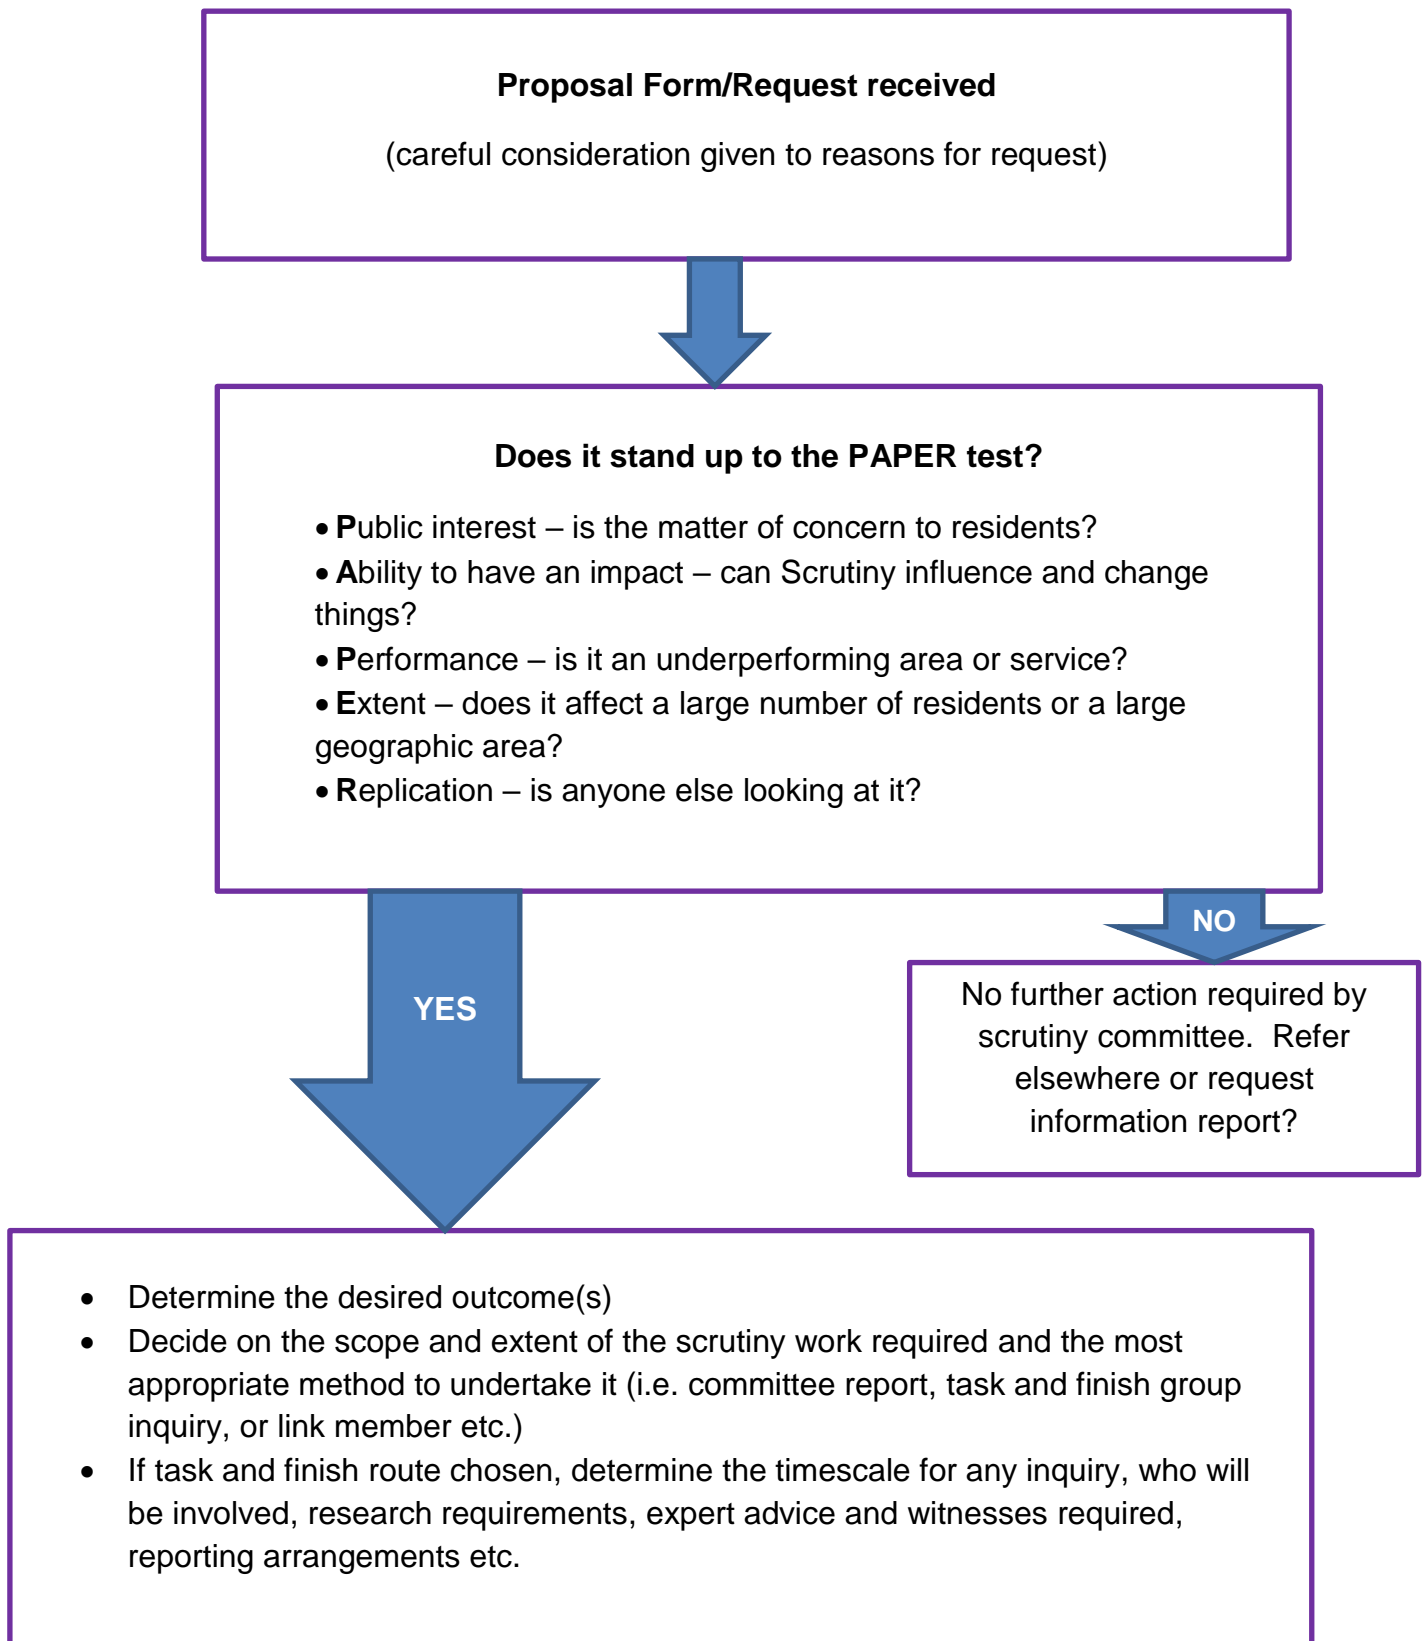 Proposal Form/Request received
(careful consideration given to reasons for request)
Does it stand up to the PAPER test?
• Public interest – is the matter of concern to residents?
• Ability to have an impact – can Scrutiny influence and change
things?
• Performance – is it an underperforming area or service?
• Extent – does it affect a large number of residents or a large
geographic area?
• Replication – is anyone else looking at it?
NO
YES
No further action required by
scrutiny committee.  Refer
elsewhere or request
information report?
• Determine the desired outcome(s)
• Decide on the scope and extent of the scrutiny work required and the most
appropriate method to undertake it (i.e. committee report, task and finish group
inquiry, or link member etc.)
• If task and finish route chosen, determine the timescale for any inquiry, who will
be involved, research requirements, expert advice and witnesses required,
reporting arrangements etc.